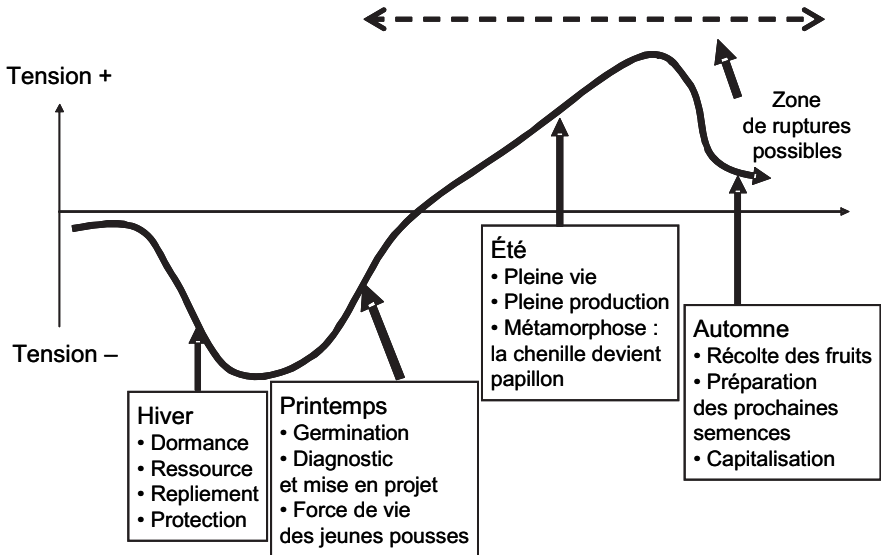 Tension +
Zone
de ruptures
possibles
Tension –
Hiver
• Dormance
• Ressource
• Repliement
• Protection
Printemps
• Germination
• Diagnostic
et mise en projet
• Force de vie
des jeunes pousses
Été
• Pleine vie
• Pleine production
• Métamorphose :
la chenille devient
papillon
Automne
• Récolte des fruits
• Préparation
des prochaines
semences
• Capitalisation